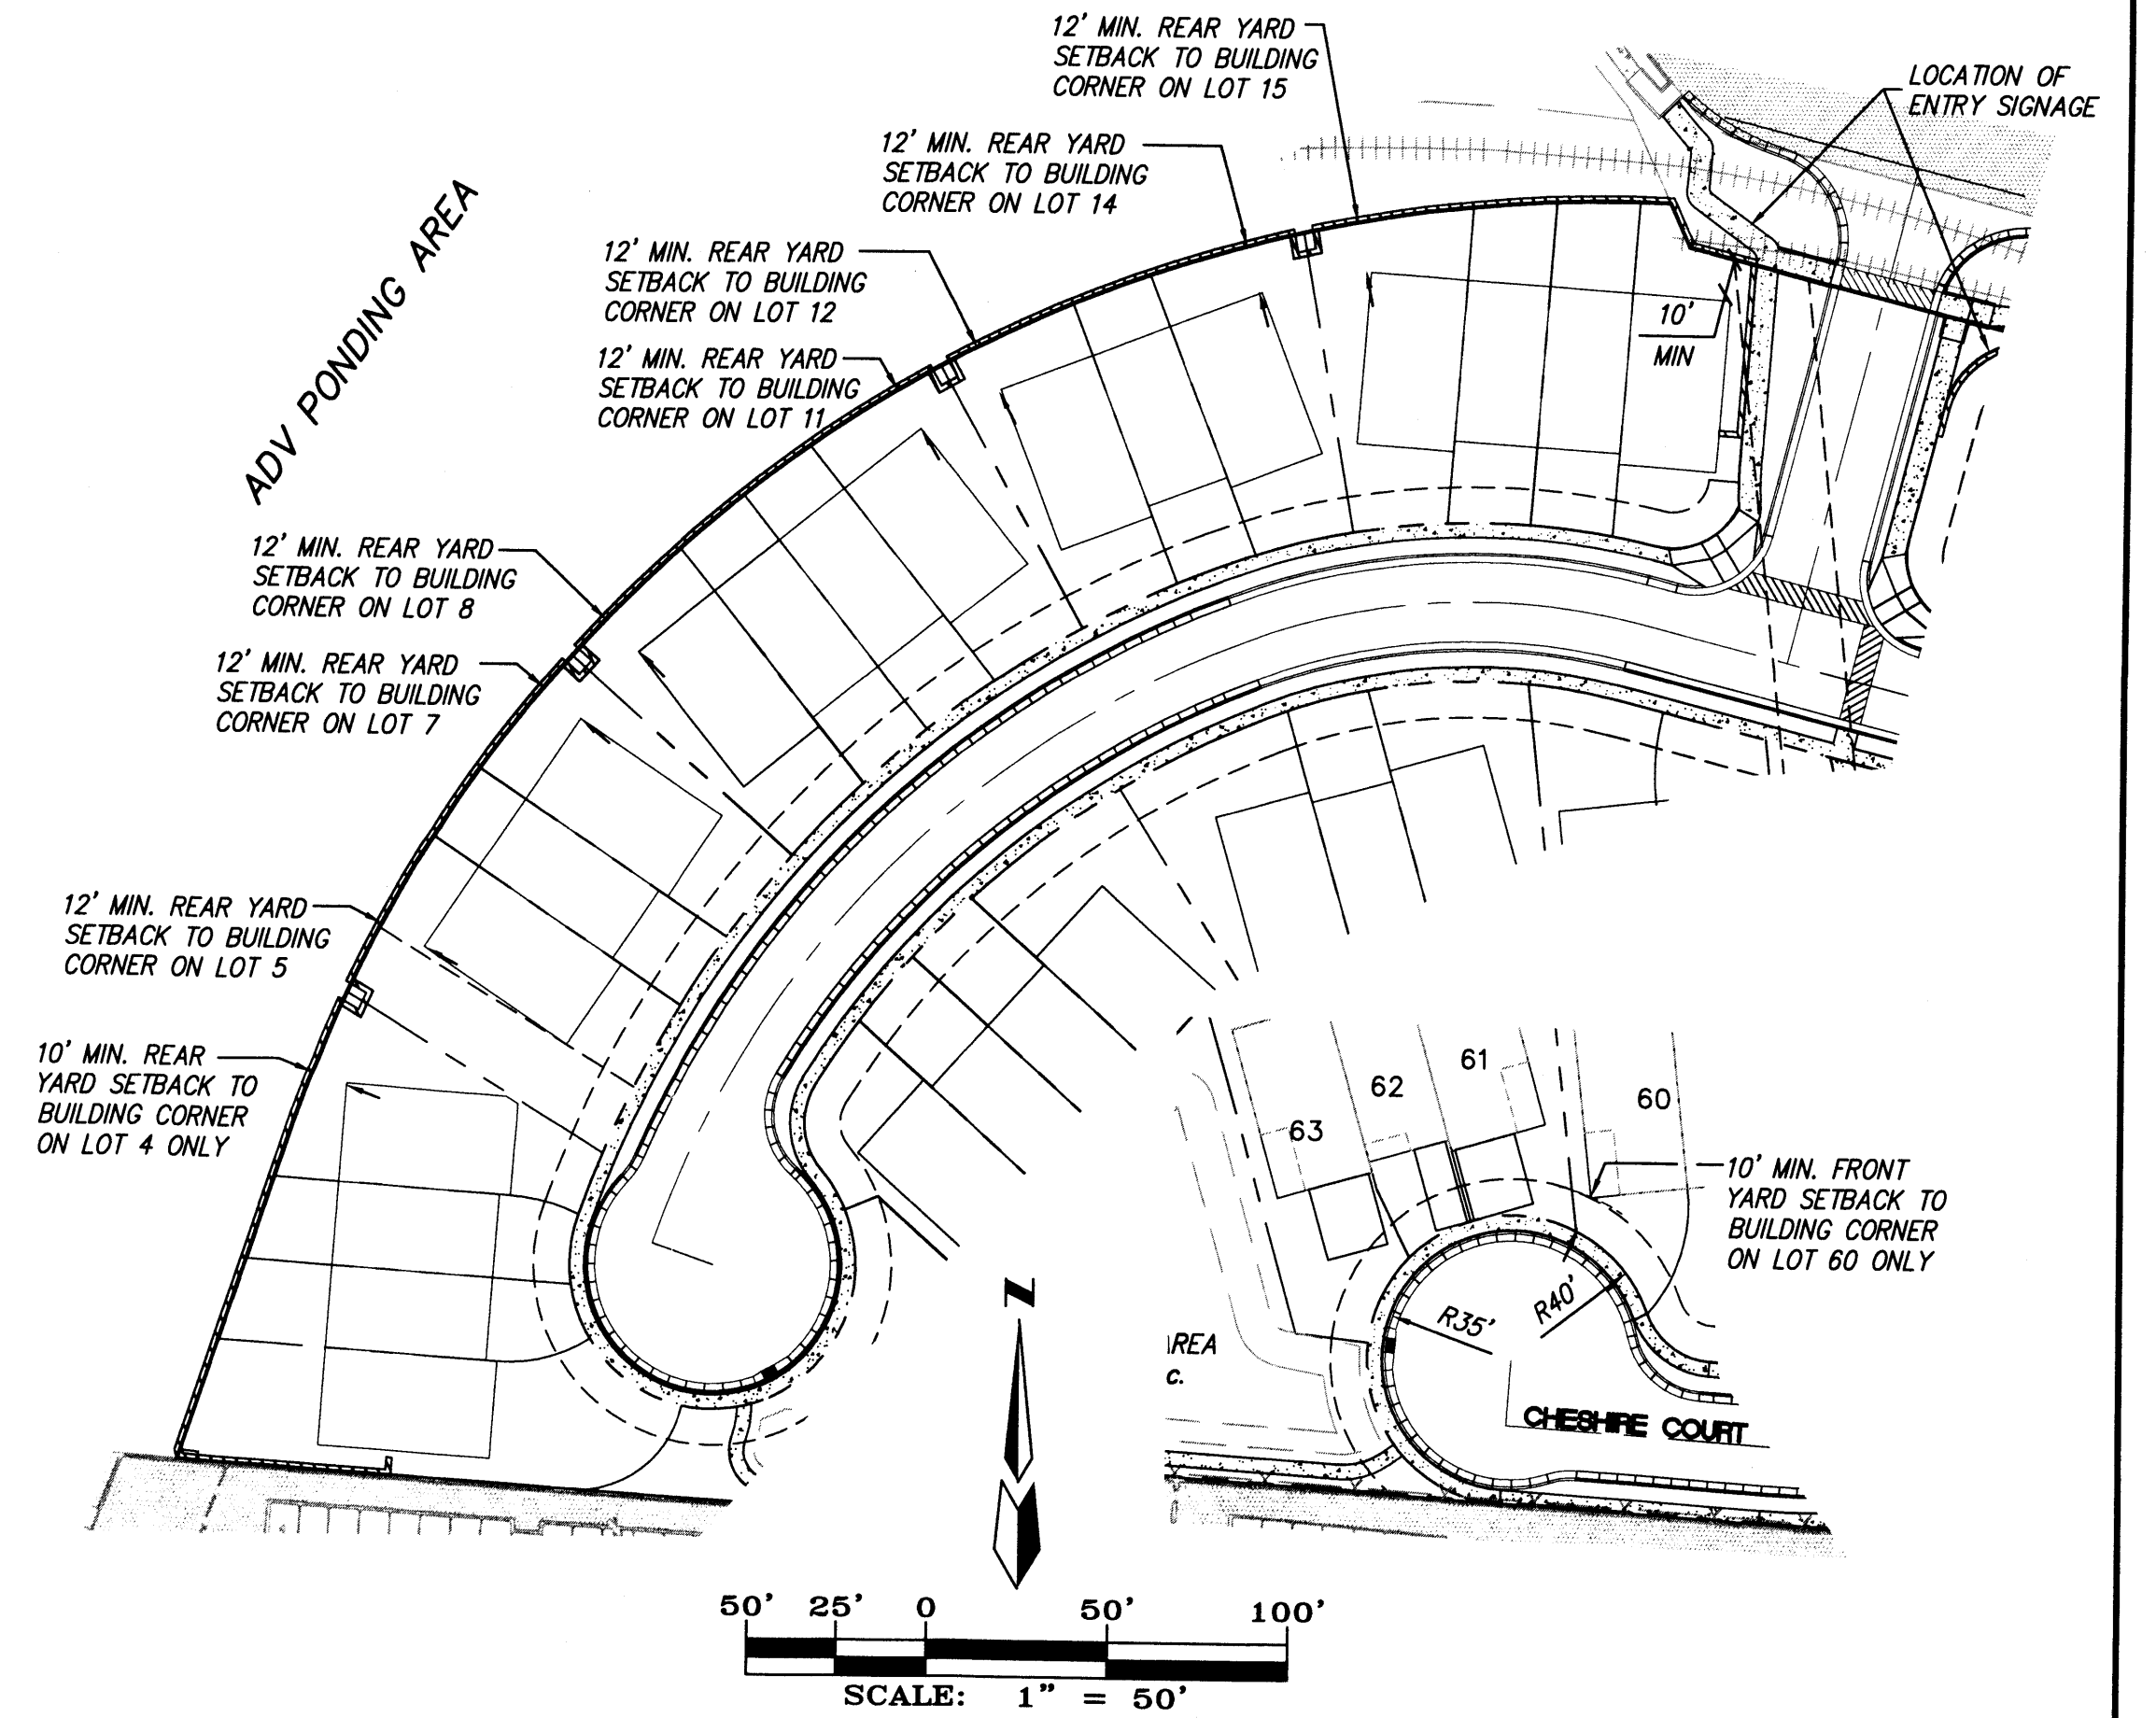 12' MIN. REAR YARD
SETBACK TO BUILDING
CORNER ON LOT 15
LOCATION OF
ENTRY SIGNAGE
12' MIN. REAR YARD
SETBACK TO BUILDING
CORNER ON LOT 14
ADV PONDING AREA
12' MIN. REAR YARD
SETBACK TO BUILDING
CORNER ON LOT 12
10'
MIN
12' MIN. REAR YARD
SETBACK TO BUILDING
CORNER ON LOT 11
12' MIN. REAR YARD
SETBACK TO BUILDING
CORNER ON LOT 8
12' MIN. REAR YARD
SETBACK TO BUILDING
CORNER ON LOT 7
12' MIN. REAR YARD
SETBACK TO BUILDING
CORNER ON LOT 5
10' MIN. REAR
YARD SETBACK TO
BUILDING CORNER
ON LOT 4 ONLY
63
62
61
60
10' MIN. FRONT
YARD SETBACK TO
BUILDING CORNER
ON LOT 60 ONLY
R35'
R40'
REA
C.
CHESHIRE COURT
N
50' 25' 0 50' 100'
SCALE: 1" = 50'